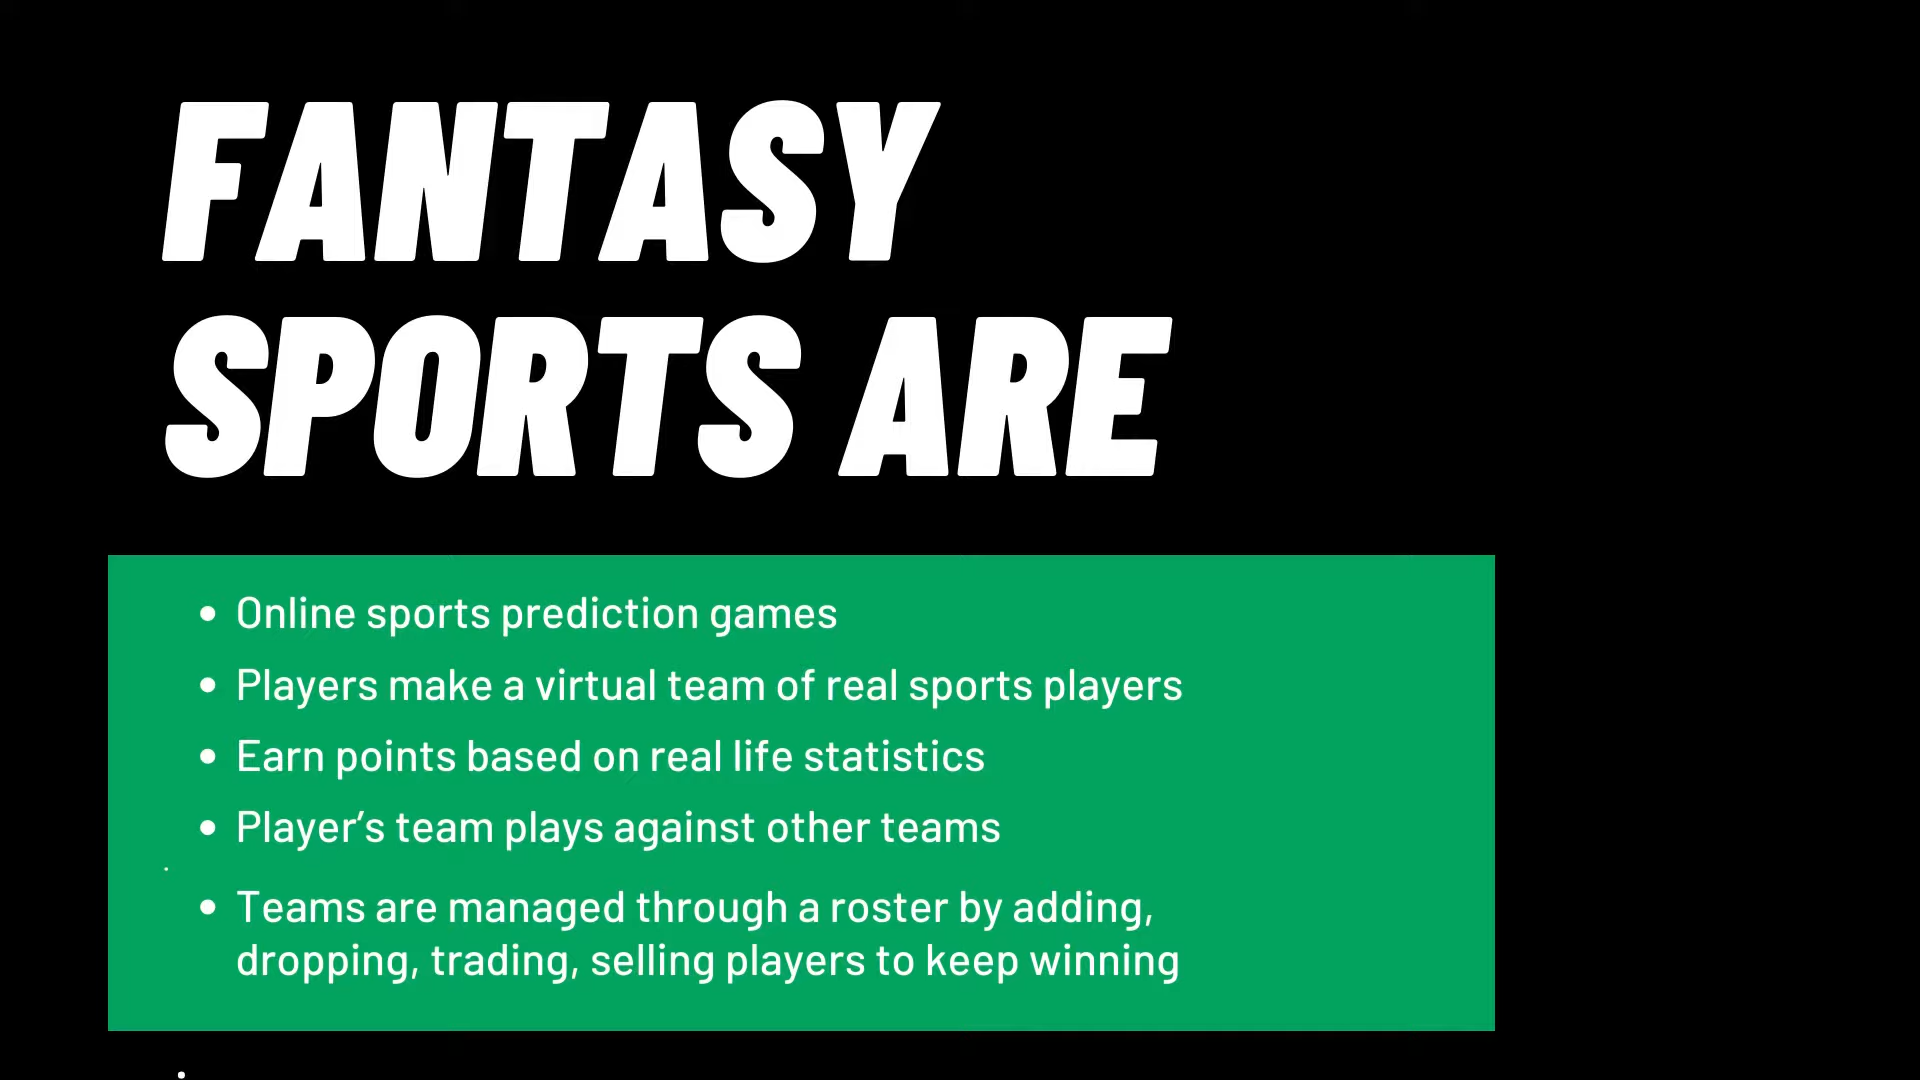 FANTASY
SPORTS ARE
• Online sports prediction games
• Players make a virtual team of real sports players
• Earn points based on real life statistics
• Player’s team plays against other teams
• Teams are managed through a roster by adding,
dropping, trading, selling players to keep winning